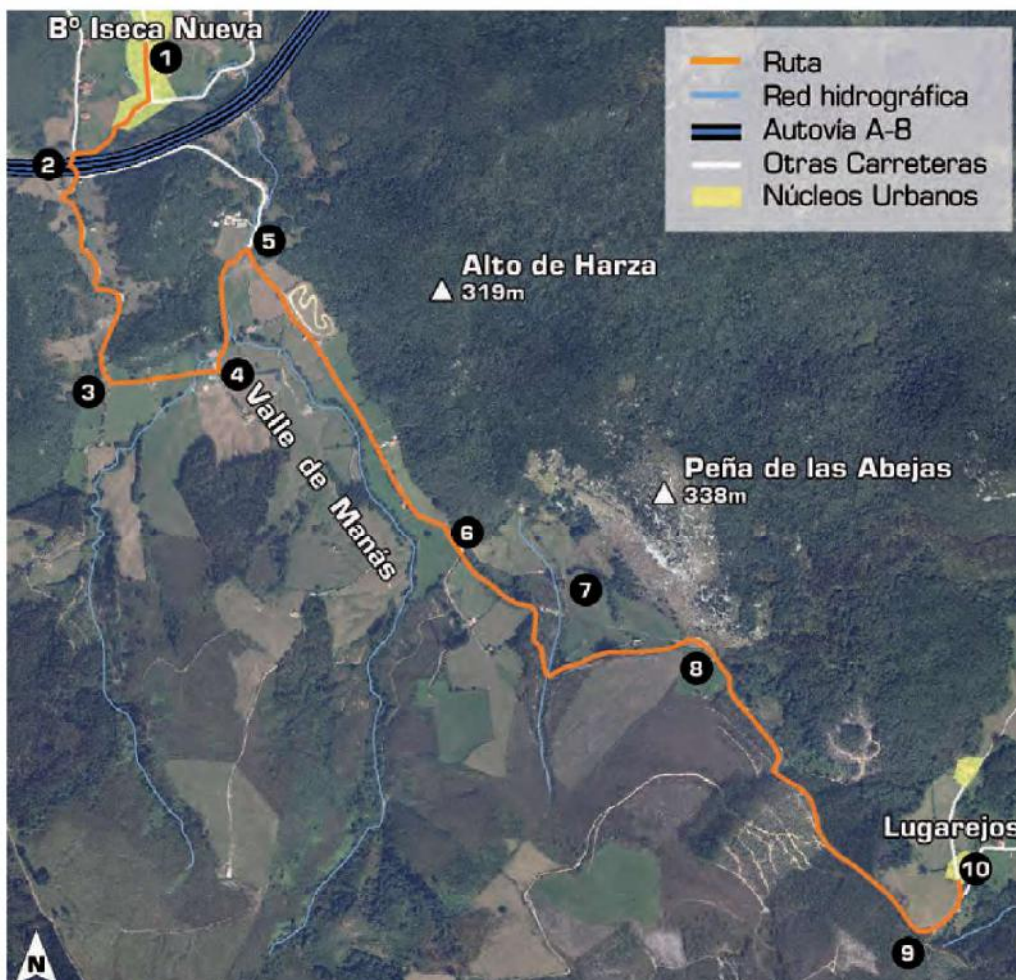 Bº Iseca Nueva
1
Ruta
Red hidrográfica
Autovía A-8
Otras Carreteras
Núcleos Urbanos
2
5
Alto de Harza
319m
3
4
Valle de Manás
Peña de las Abejas
338m
6
7
8
Lugarejos
10
9
N